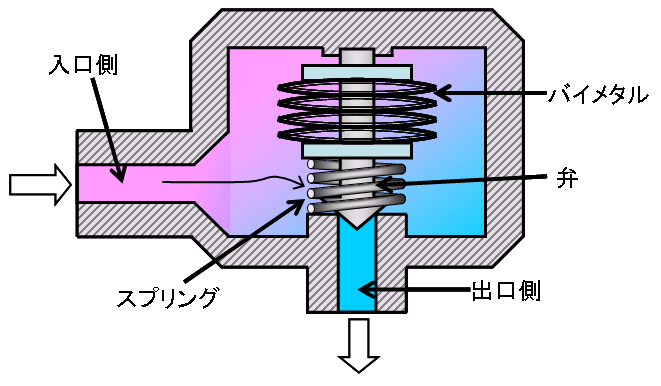 入口側
バイメタル
弁
スプリング
出口側